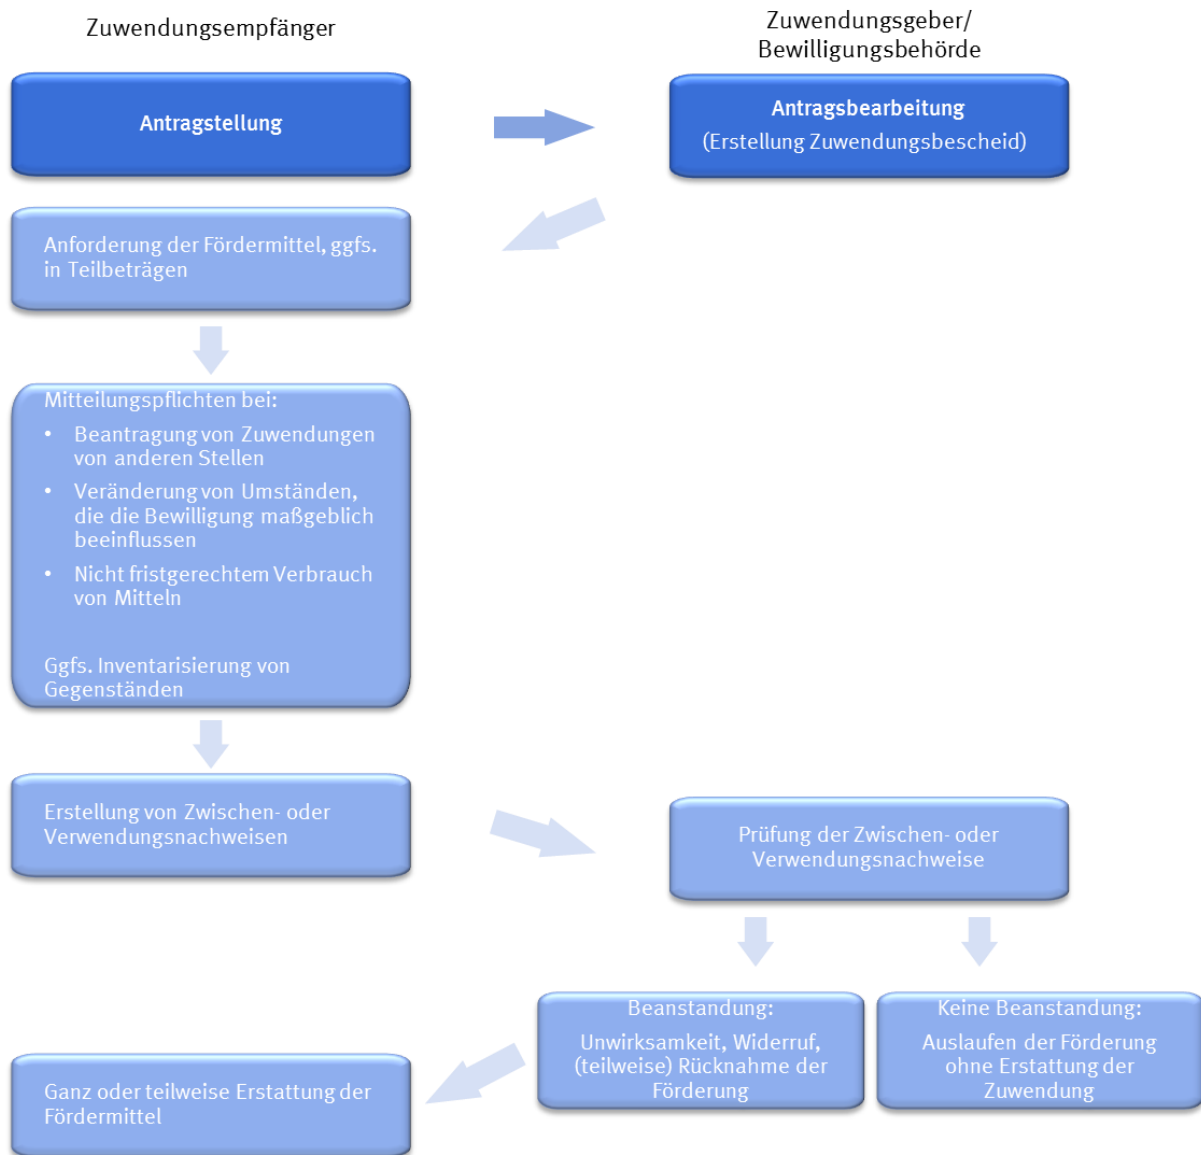 Zuwendungsempfänger
Zuwendungsgeber/
Bewilligungsbehörde
Antragstellung
Antragsbearbeitung
(Erstellung Zuwendungsbescheid)
Anforderung der Fördermittel, ggfs.
in Teilbeträgen
Mitteilungspflichten bei:
• Beantragung von Zuwendungen
von anderen Stellen
• Veränderung von Umständen,
die die Bewilligung maßgeblich
beeinflussen
• Nicht fristgerechtem Verbrauch
von Mitteln
Ggfs. Inventarisierung von
Gegenständen
Erstellung von Zwischen- oder
Verwendungsnachweisen
Prüfung der Zwischen- oder
Verwendungsnachweise
Beanstandung:
Unwirksamkeit, Widerruf,
(teilweise) Rücknahme der
Förderung
Keine Beanstandung:
Auslaufen der Förderung
ohne Erstattung der
Zuwendung
Ganz oder teilweise Erstattung der
Fördermittel